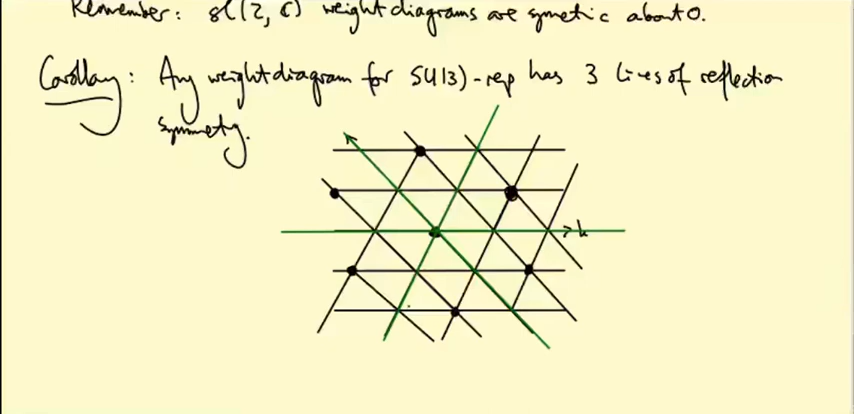 Remember: sl(2, C) weight diagrams are symetric about 0.
Corollary: Any weight diagram for SU(3)-rep has 3 lines of reflection
symmetry.